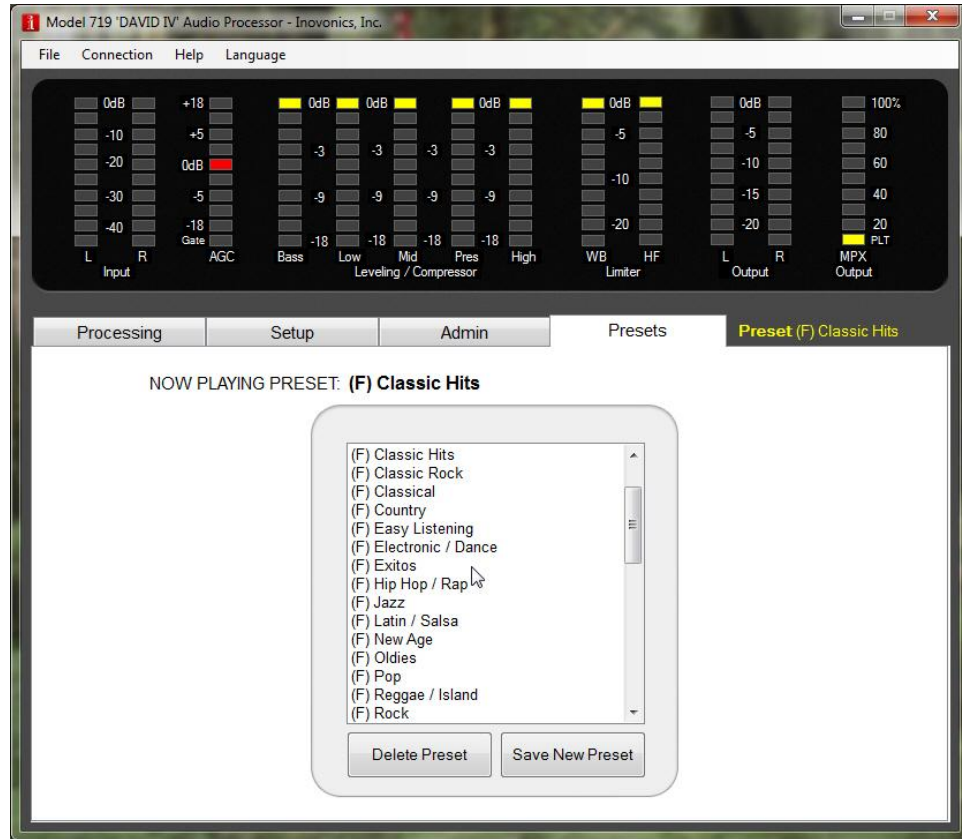 Model 719 'DAVID IV' Audio Processor - Inovonics, Inc.
File Connection Help Language
0dB +18 0dB 0dB 0dB 0dB 0dB 100%
-10 +5 -3 -3 -3 -3 -5 -5 80
-20 0dB -10 -10 60
-30 -5 -9 -9 -9 -9 -15 40
-40 -18 -20 -20 20
Gate -18 -18 -18 -18 PLT
L R AGC Bass Low Mid Pres High WB HF L R MPX
Input Leveling / Compressor Limiter Output Output
Processing Setup Admin Presets Preset (F) Classic Hits
NOW PLAYING PRESET: (F) Classic Hits
(F) Classic Hits
(F) Classic Rock
(F) Classical
(F) Country
(F) Easy Listening
(F) Electronic / Dance
(F) Exitos
(F) Hip Hop / Rap
(F) Jazz
(F) Latin / Salsa
(F) New Age
(F) Oldies
(F) Pop
(F) Reggae / Island
(F) Rock
Delete Preset Save New Preset